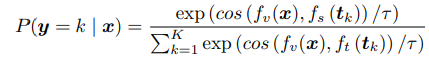 P(y = k | x) = exp (cos (f_v(x), f_s (t_k)) /τ) / ∑_{k=1}^{K} exp (cos (f_v(x), f_t (t_k)) /τ)